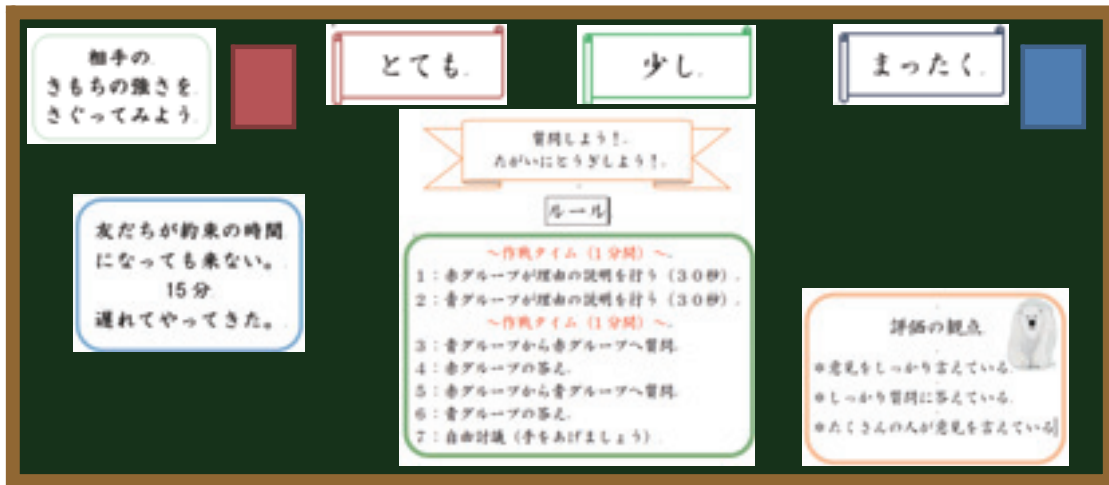 相手の
きもちの強さを
さぐってみよう
とても
少し
まったく
質問しよう！
たがいにとうぎしよう！
ルール
～作戦タイム（1分間）～
1：赤グループが理由の説明を行う（30秒）
2：青グループが理由の説明を行う（30秒）
～作戦タイム（1分間）～
3：青グループから赤グループへ質問
4：赤グループの答え
5：赤グループから青グループへ質問
6：青グループの答え
7：自由討議（手をあげましょう）
友だちが約束の時間
になっても来ない。
15分
遅れてやってきた。
評価の観点
*意見をしっかり言えている
*しっかり質問に答えている
*たくさんの人が意見を言えている